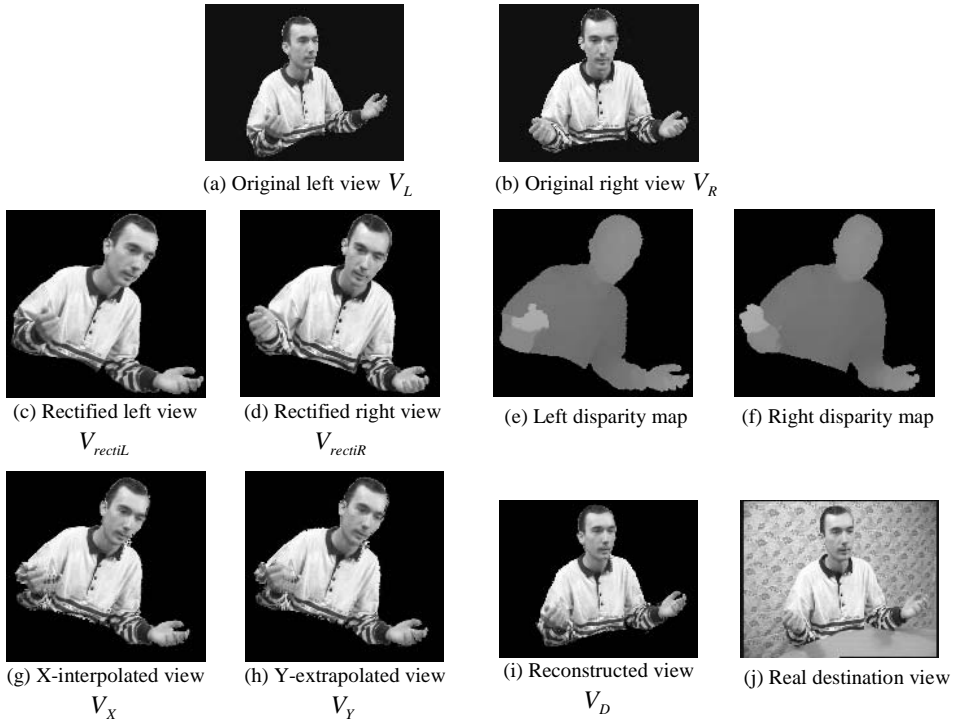 (a) Original left view V_L
(b) Original right view V_R
(c) Rectified left view
V_rectiL
(d) Rectified right view
V_rectiR
(e) Left disparity map
(f) Right disparity map
(g) X-interpolated view
V_X
(h) Y-extrapolated view
V_Y
(i) Reconstructed view
V_D
(j) Real destination view